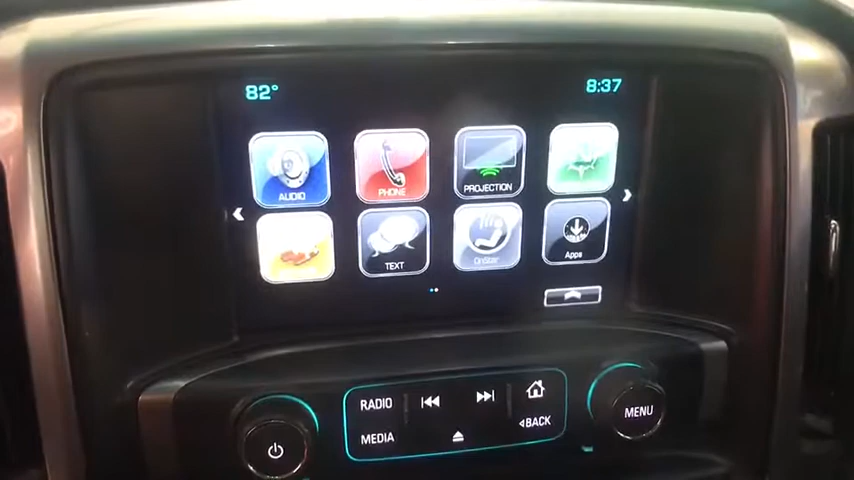 82° 8:37
AUDIO PHONE PROJECTION
TEXT OnStar Apps
RADIO BACK MENU
MEDIA